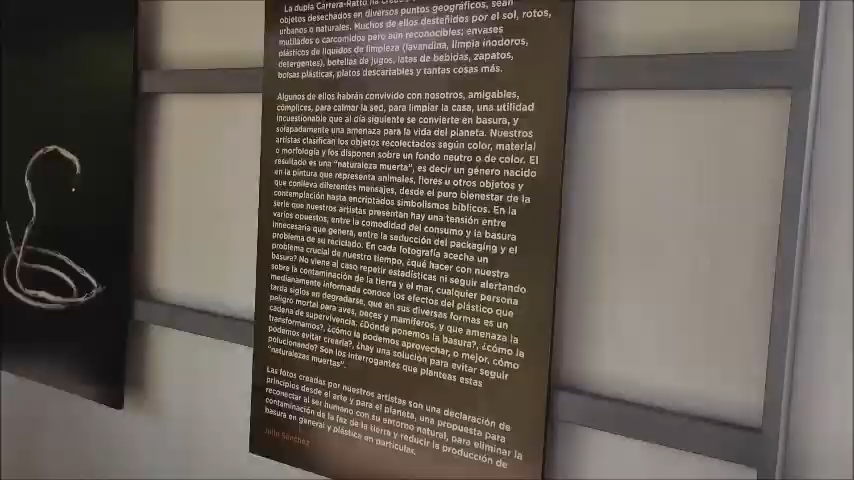 La dupla Carrera-Ratto ha
objetos desechados en diversos puntos geográficos, sean
urbanos o naturales. Muchos de ellos desteñidos por el sol, rotos,
mutilados o carcomidos pero aún reconocibles; envases
plásticos de líquidos de limpieza (lavandina, limpia inodoros,
detergentes), botellas de jugos, latas de bebidas, zapatos,
bolsas plásticas, platos descartables y tantas cosas más.
Algunos de ellos habrán convivido con nosotros, amigables,
cómplices, para calmar la sed, para limpiar la casa, una utilidad
incuestionable que al día siguiente se convierte en basura, y
solapadamente una amenaza para la vida del planeta. Nuestros
artistas clasifican los objetos recolectados según color, material
o morfología y los disponen sobre un fondo neutro o de color. El
resultado es una "naturaleza muerta", es decir un género nacido
en la pintura que representa animales, flores u otros objetos y
que conlleva diferentes mensajes, desde el puro bienestar de la
contemplación hasta encriptados simbolismos bíblicos. En la
serie que nuestros artistas presentan hay una tensión entre
varios opuestos, entre la comodidad del consumo y la basura
innecesaria que genera, entre la seducción del packaging y el
problema de su reciclado. En cada fotografía acecha un
problema crucial de nuestro tiempo, ¿qué hacer con nuestra
basura? No viene al caso repetir estadísticas ni seguir alertando
sobre la contaminación de la tierra y el mar, cualquier persona
medianamente informada conoce los efectos del plástico que
tarda siglos en degradarse, que en sus diversas formas es un
peligro mortal para aves, peces y mamíferos, y que amenaza la
cadena de supervivencia. ¿Dónde ponemos la basura?, ¿cómo la
transformamos?, ¿cómo la podemos aprovechar, o mejor, cómo
podemos evitar crearla?, ¿hay una solución para evitar seguir
polucionando? Son los interrogantes que plantean estas
"naturalezas muertas".
Las fotos creadas por nuestros artistas son una declaración de
principios desde el arte y para el planeta, una propuesta para
reconectar al ser humano con su entorno natural, para eliminar la
contaminación de la faz de la tierra y reducir la producción de
basura en general y plástica en particular.
Julio Sánchez